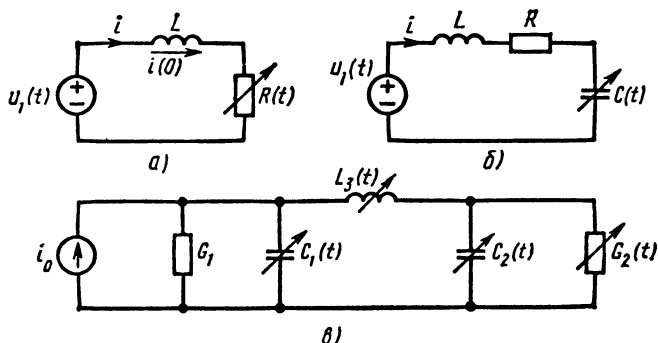 i L i L R
i(0)
u₁(t) R(t) u₁(t) C(t)
а) б)
L₃(t)
i₀ G₁ C₁(t) C₂(t) G₂(t)
в)